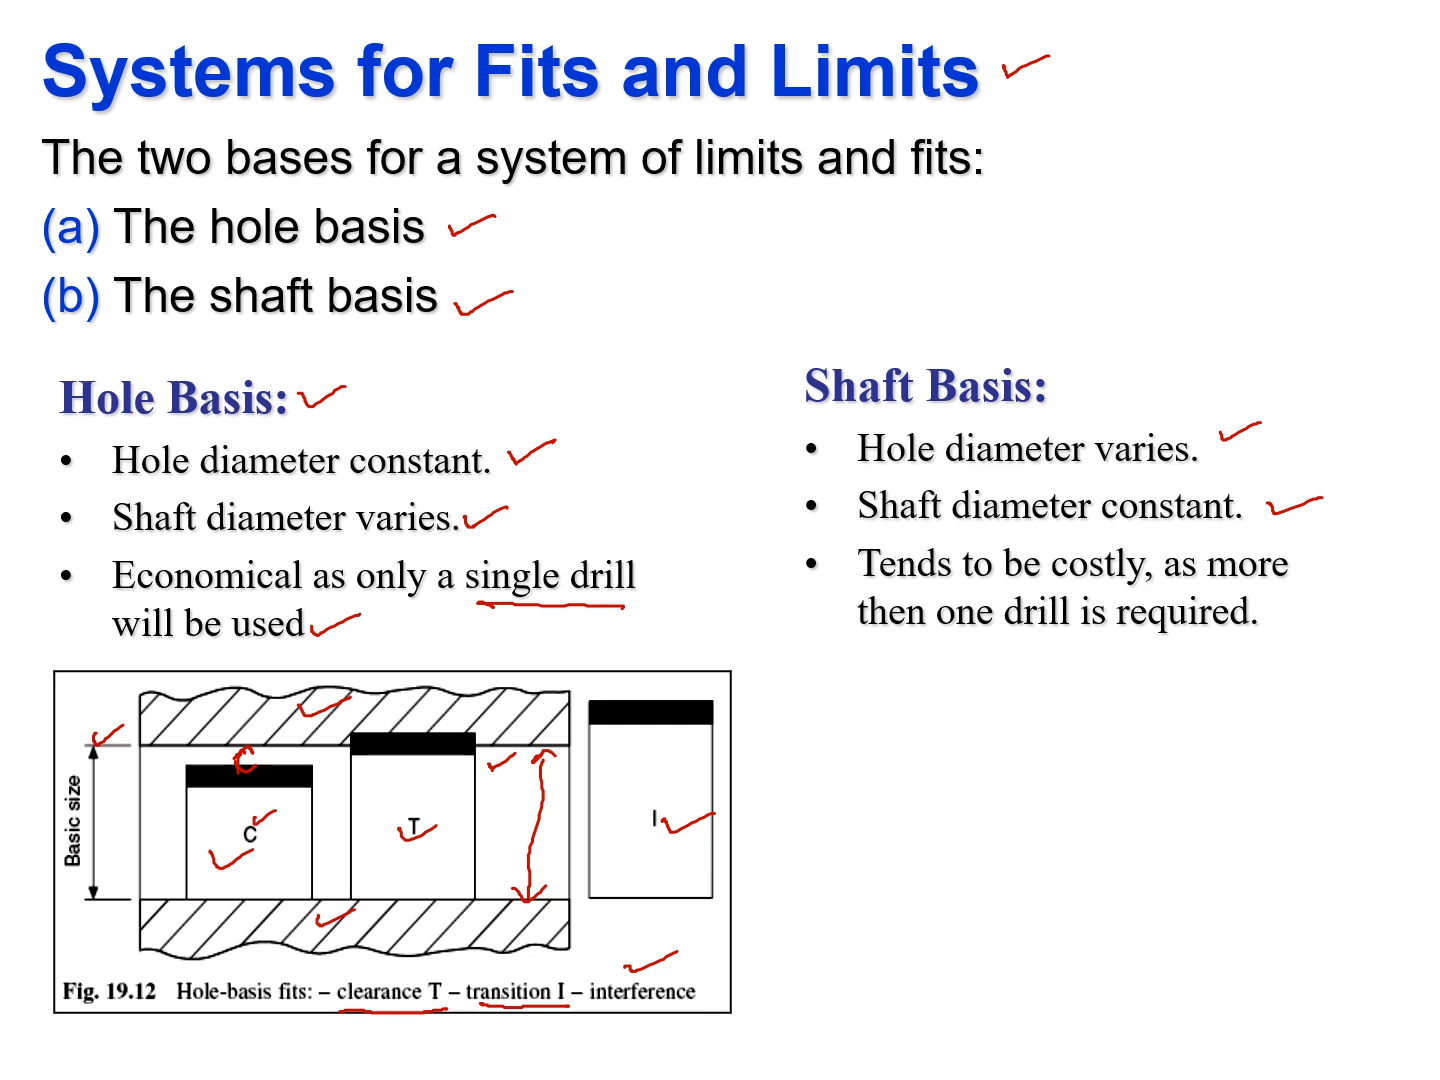 Systems for Fits and Limits
The two bases for a system of limits and fits:
(a) The hole basis
(b) The shaft basis
Hole Basis:
• Hole diameter constant.
• Shaft diameter varies.
• Economical as only a single drill
will be used
Shaft Basis:
• Hole diameter varies.
• Shaft diameter constant.
• Tends to be costly, as more
then one drill is required.
Basic size
C
C
T
I
Fig. 19.12 Hole-basis fits: – clearance T – transition I – interference